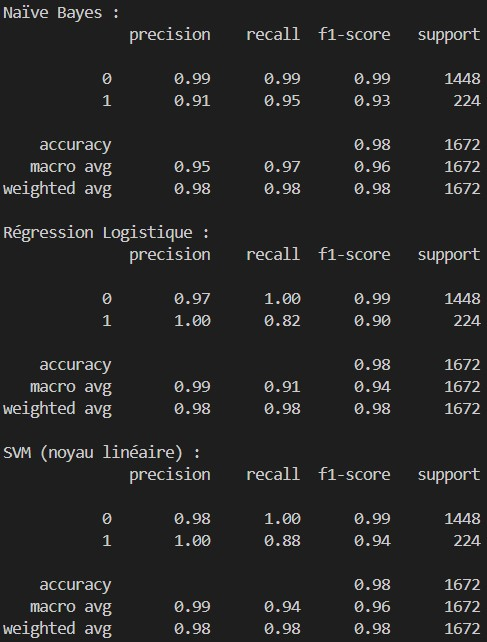 Naïve Bayes :
precision recall f1-score support
0 0.99 0.99 0.99 1448
1 0.91 0.95 0.93 224
accuracy 0.98 1672
macro avg 0.95 0.97 0.96 1672
weighted avg 0.98 0.98 0.98 1672
Régression Logistique :
precision recall f1-score support
0 0.97 1.00 0.99 1448
1 1.00 0.82 0.90 224
accuracy 0.98 1672
macro avg 0.99 0.91 0.94 1672
weighted avg 0.98 0.98 0.98 1672
SVM (noyau linéaire) :
precision recall f1-score support
0 0.98 1.00 0.99 1448
1 1.00 0.88 0.94 224
accuracy 0.98 1672
macro avg 0.99 0.94 0.96 1672
weighted avg 0.98 0.98 0.98 1672